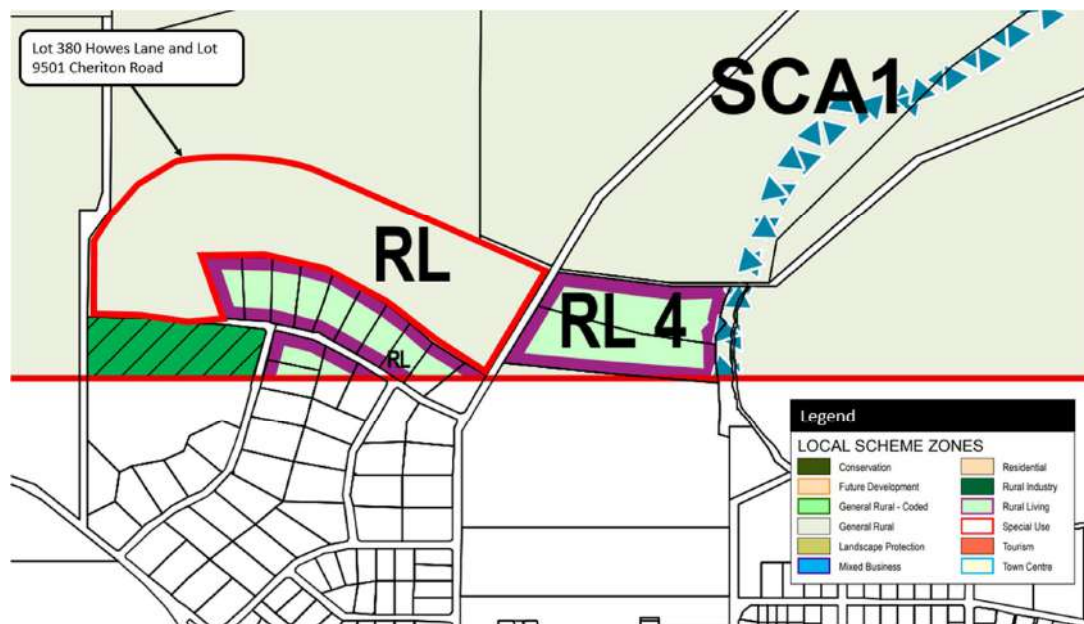 Lot 380 Howes Lane and Lot
9501 Cheriton Road
SCA1
RL
RL 4
RL
Legend
LOCAL SCHEME ZONES
Conservation
Future Development
General Rural - Coded
General Rural
Landscape Protection
Mixed Business
Residential
Rural Industry
Rural Living
Special Use
Tourism
Town Centre